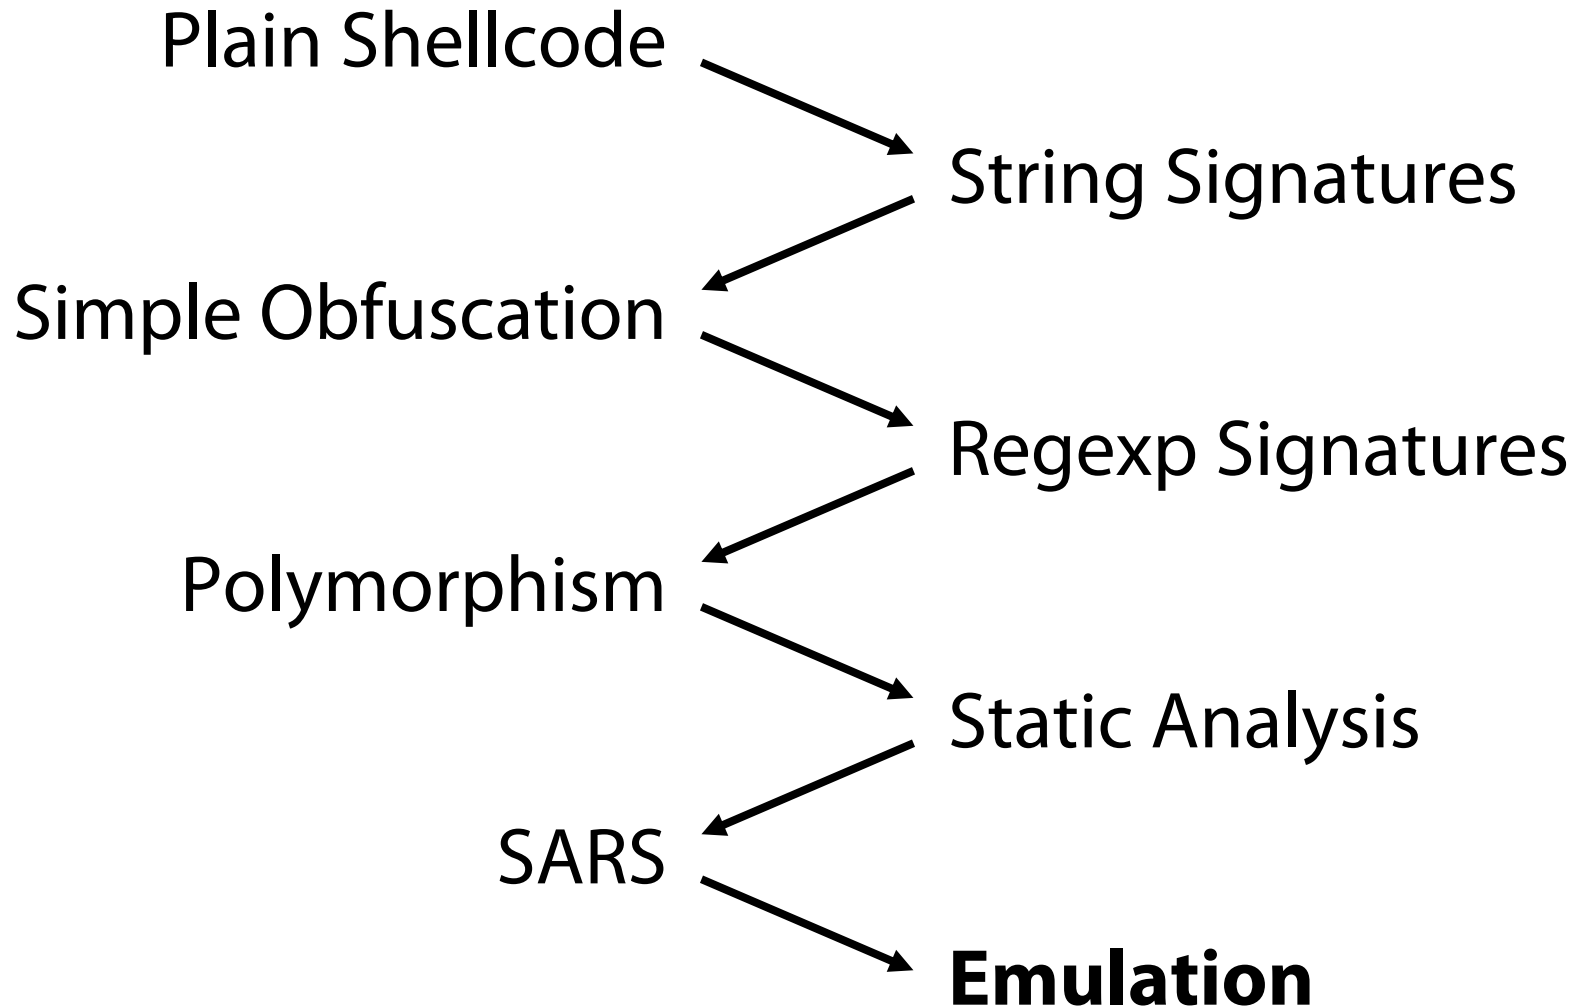 Plain Shellcode
String Signatures
Simple Obfuscation
Regexp Signatures
Polymorphism
Static Analysis
SARS
Emulation